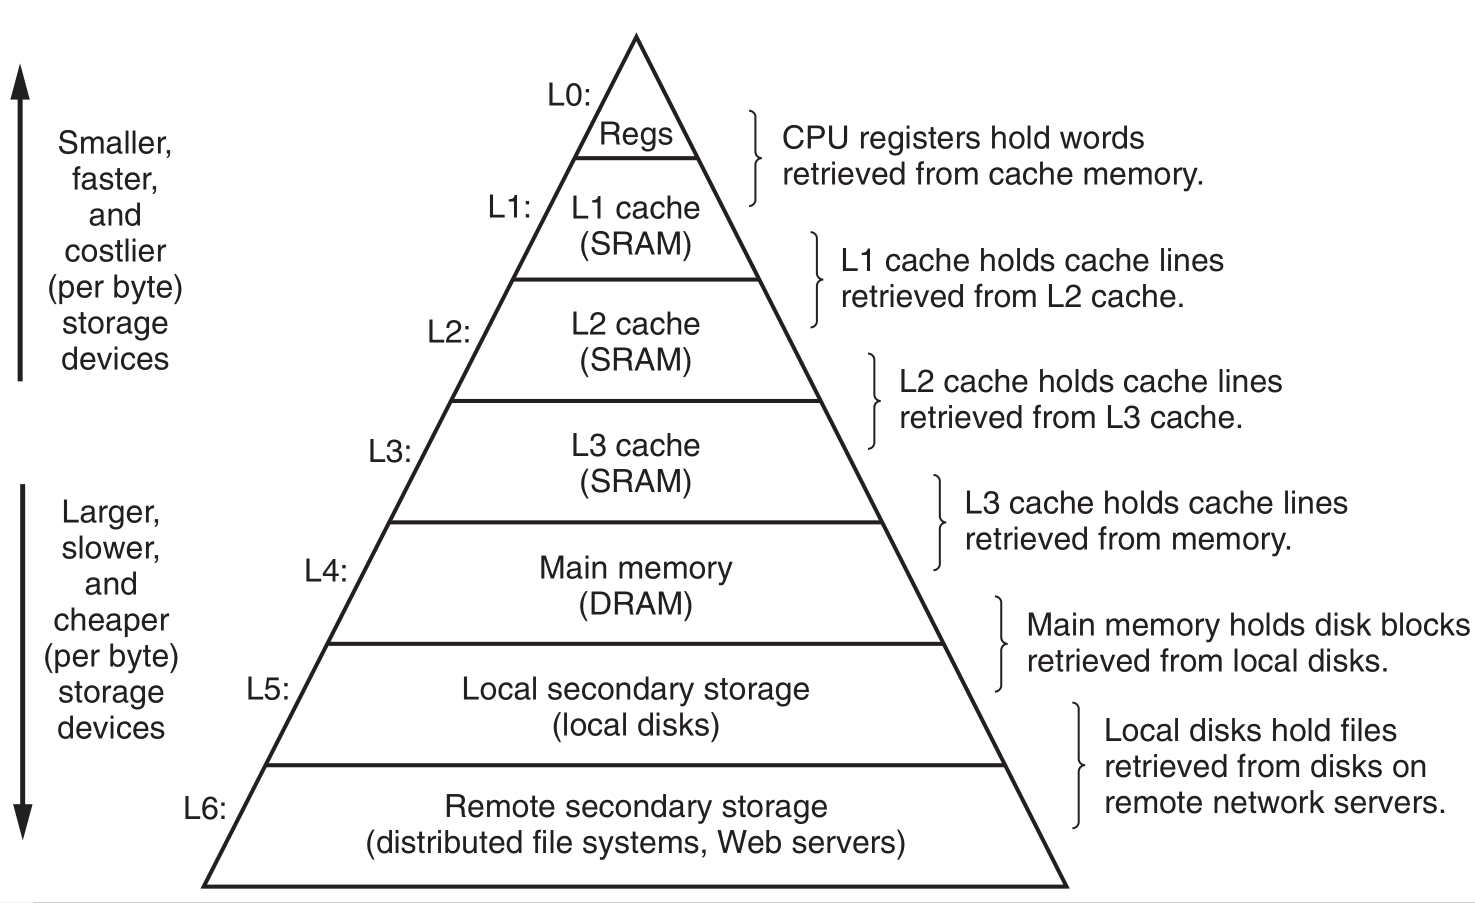 Smaller,
faster,
and
costlier
(per byte)
storage
devices
Larger,
slower,
and
cheaper
(per byte)
storage
devices
L0:
Regs
L1:
L1 cache
(SRAM)
L2:
L2 cache
(SRAM)
L3:
L3 cache
(SRAM)
L4:
Main memory
(DRAM)
L5:
Local secondary storage
(local disks)
L6:
Remote secondary storage
(distributed file systems, Web servers)
CPU registers hold words
retrieved from cache memory.
L1 cache holds cache lines
retrieved from L2 cache.
L2 cache holds cache lines
retrieved from L3 cache.
L3 cache holds cache lines
retrieved from memory.
Main memory holds disk blocks
retrieved from local disks.
Local disks hold files
retrieved from disks on
remote network servers.